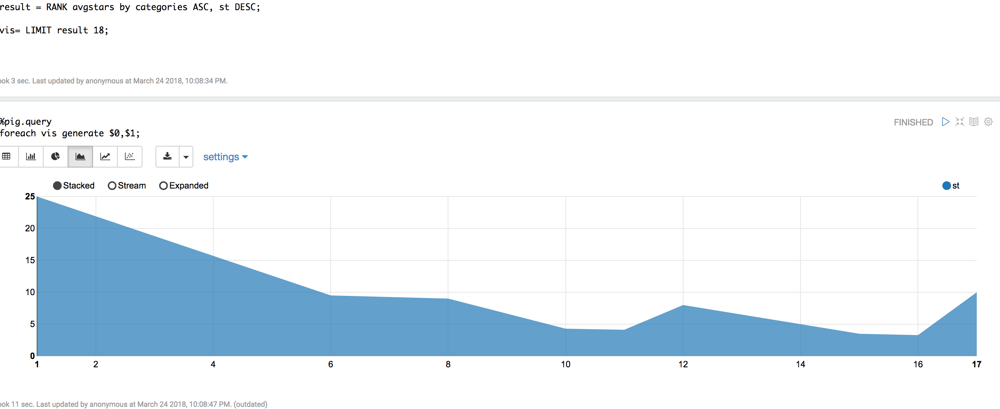 result = RANK avgstars by categories ASC, st DESC;
vis= LIMIT result 18;
ook 3 sec. Last updated by anonymous at March 24 2018, 10:08:34 PM.
%pig.query
FINISHED
foreach vis generate $0,$1;
settings
Stacked Stream Expanded
st
25
20
15
10
5
0
1 2 4 6 8 10 12 14 16 17
ook 11 sec. Last updated by anonymous at March 24 2018, 10:08:47 PM. (outdated)